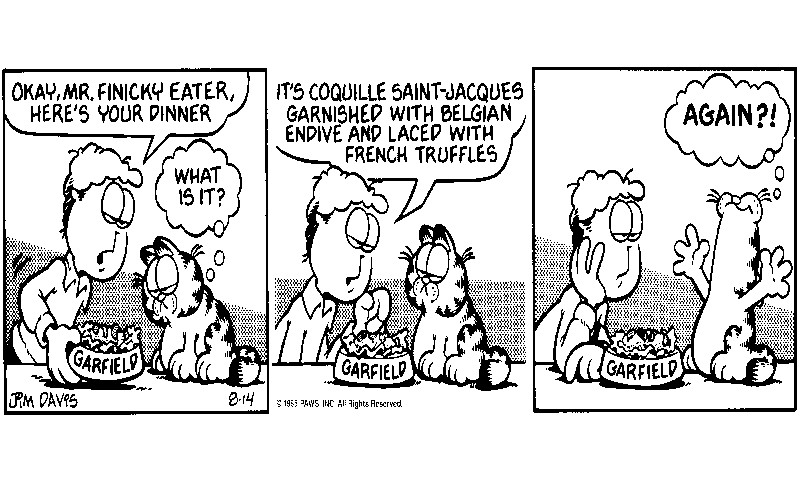 OKAY, MR. FINICKY EATER,
HERE'S YOUR DINNER
WHAT
IS IT?
GARFIELD
JIM DAVIS
8-14
IT'S COQUILLE SAINT-JACQUES
GARNISHED WITH BELGIAN
ENDIVE AND LACED WITH
FRENCH TRUFFLES
GARFIELD
PAWS, INC. All Rights Reserved.
AGAIN?!
GARFIELD